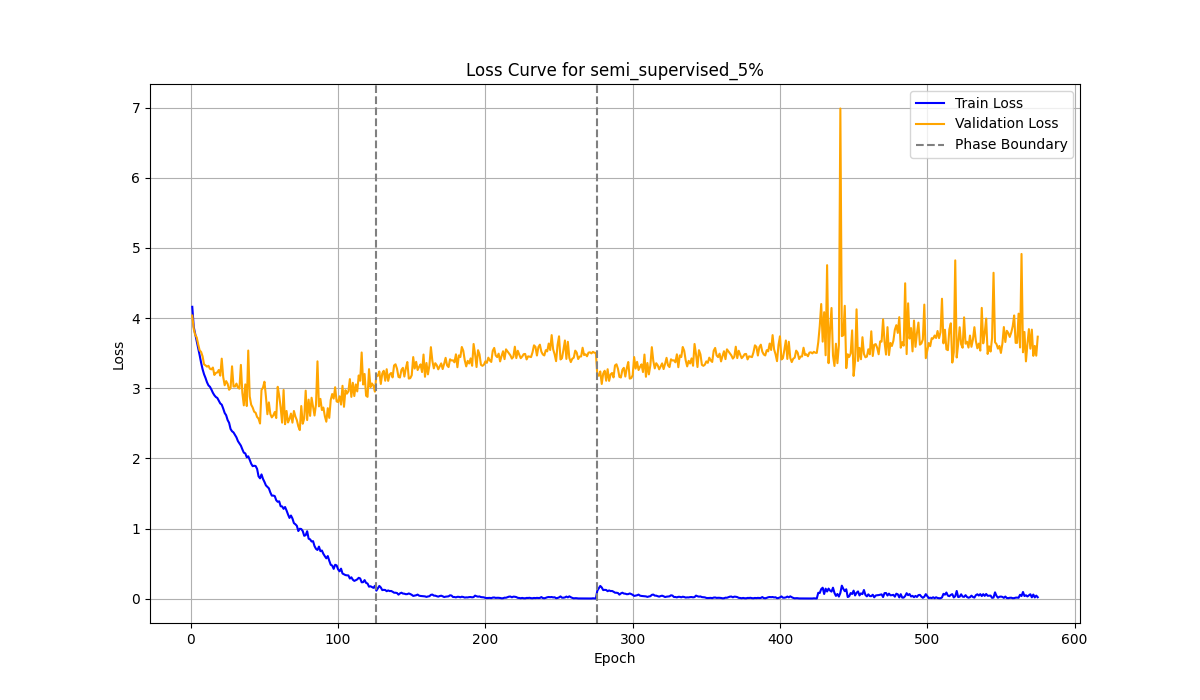 Loss Curve for semi_supervised_5%
Train Loss
Validation Loss
Phase Boundary
Loss
7
6
5
4
3
2
1
0
0 100 200 300 400 500 600
Epoch